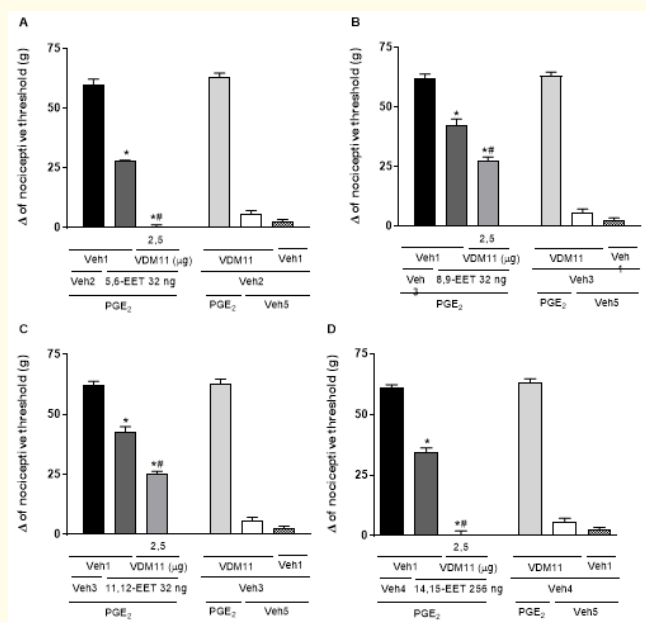 A
Δ of nociceptive threshold (g)
75
50
25
0
*
*#
2,5
Veh1 VDM11 (μg) VDM11 Veh1
Veh2 5,6-EET 32 ng Veh2
PGE2 PGE2 Veh5
B
Δ of nociceptive threshold (g)
75
50
25
0
*
*#
2,5
Veh1 VDM11 (μg) VDM11 Veh
Veh 8,9-EET 32 ng Veh3
3
PGE2 PGE2 Veh5
C
Δ of nociceptive threshold (g)
75
50
25
0
*
*#
2,5
Veh1 VDM11 (μg) VDM11 Veh1
Veh3 11,12-EET 32 ng Veh3
PGE2 PGE2 Veh5
D
Δ of nociceptive threshold (g)
75
50
25
0
*
*#
2,5
Veh1 VDM11 (μg) VDM11 Veh1
Veh4 14,15-EET 256 ng Veh4
PGE2 PGE2 Veh5